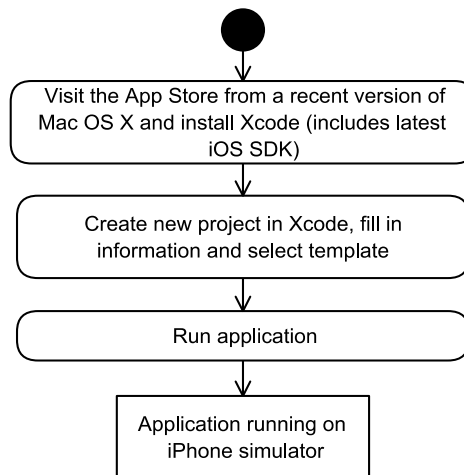 Visit the App Store from a recent version of
Mac OS X and install Xcode (includes latest
iOS SDK)
Create new project in Xcode, fill in
information and select template
Run application
Application running on
iPhone simulator